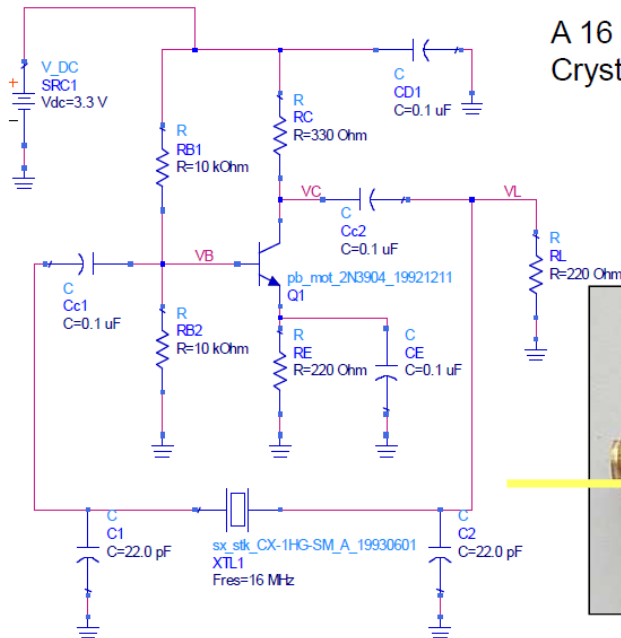 A 16
Cryst
V_DC
SRC1
Vdc=3.3 V
+
−
C
CD1
C=0.1 uF
R
RC
R=330 Ohm
R
RB1
R=10 kOhm
VC
VL
C
Cc2
C=0.1 uF
R
RL
R=220 Ohm
VB
C
Cc1
C=0.1 uF
pb_mot_2N3904_19921211
Q1
R
RB2
R=10 kOhm
R
RE
R=220 Ohm
C
CE
C=0.1 uF
C
C1
C=22.0 pF
sx_stk_CX-1HG-SM_A_19930601
XTL1
Fres=16 MHz
C
C2
C=22.0 pF